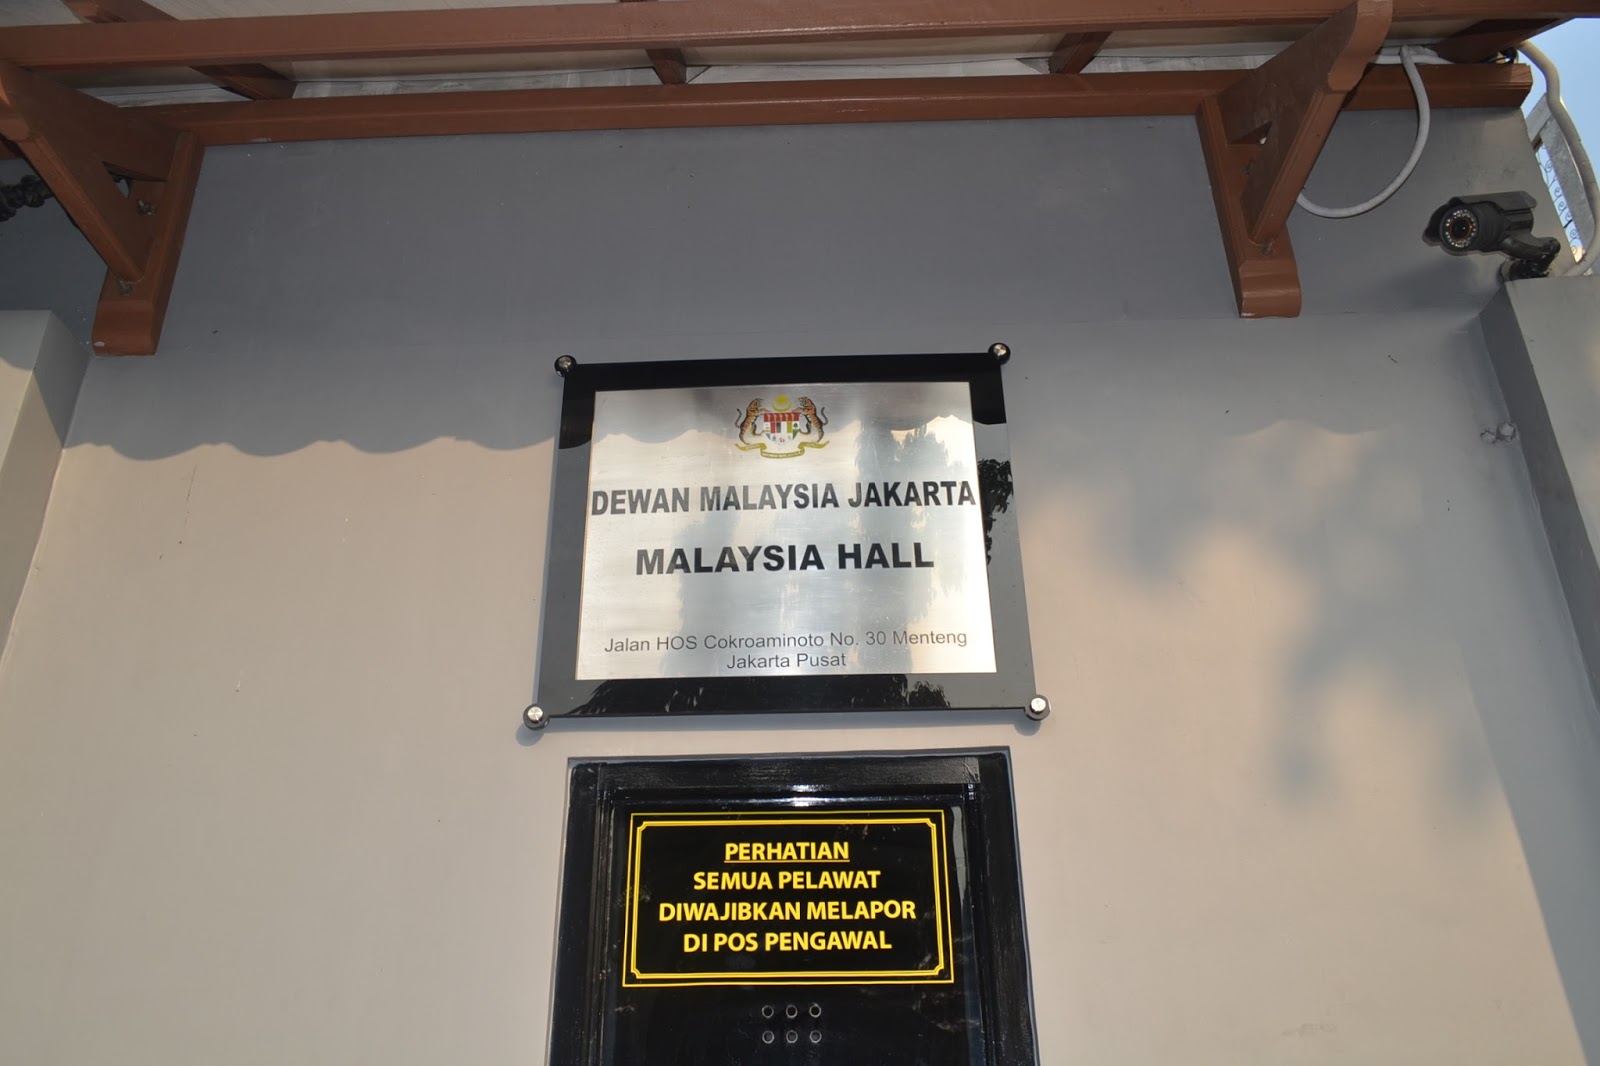 DEWAN MALAYSIA JAKARTA
MALAYSIA HALL
Jalan HOS Cokroaminoto No. 30 Menteng
Jakarta Pusat
PERHATIAN
SEMUA PELAWAT
DIWAJIBKAN MELAPOR
DI POS PENGAWAL